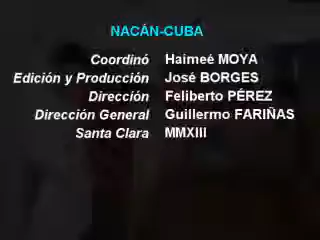 NACÁN-CUBA
Coordinó Haimeé MOYA
Edición y Producción José BORGES
Dirección Feliberto PÉREZ
Dirección General Guillermo FARIÑAS
Santa Clara MMXIII